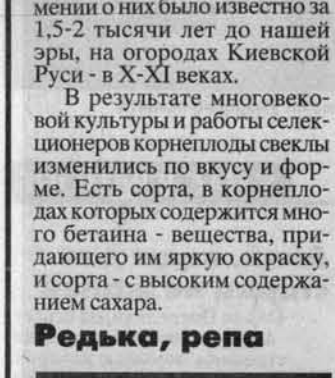 мении о них было известно за
1,5-2 тысячи лет до нашей
эры, на огородах Киевской
Руси - в X-XI веках.
В результате многовеко-
вой культуры и работы селек-
ционеров корнеплоды свеклы
изменились по вкусу и фор-
ме. Есть сорта, в корнепло-
дах которых содержится мно-
го бетаина - вещества, при-
дающего им яркую окраску,
и сорта - с высоким содержа-
нием сахара.
Редька, репа